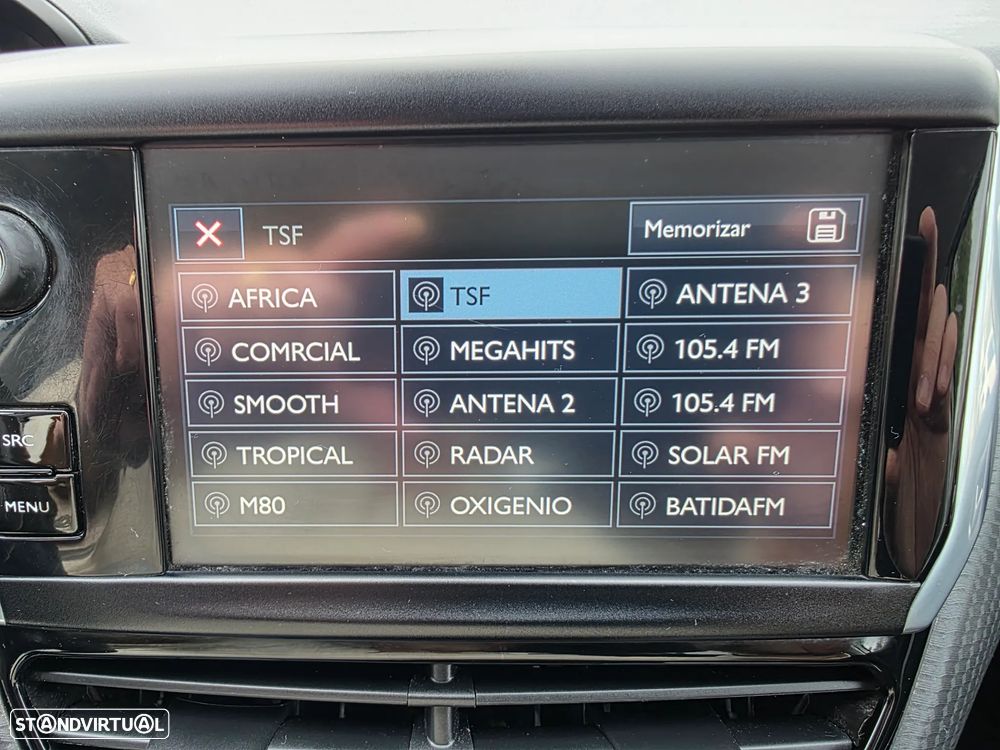 TSF
Memorizar
AFRICA
TSF
ANTENA 3
COMRCIAL
MEGAHITS
105.4 FM
SMOOTH
ANTENA 2
105.4 FM
TROPICAL
RADAR
SOLAR FM
M80
OXIGENIO
BATIDAFM
SRC
MENU
STANDVIRTUAL